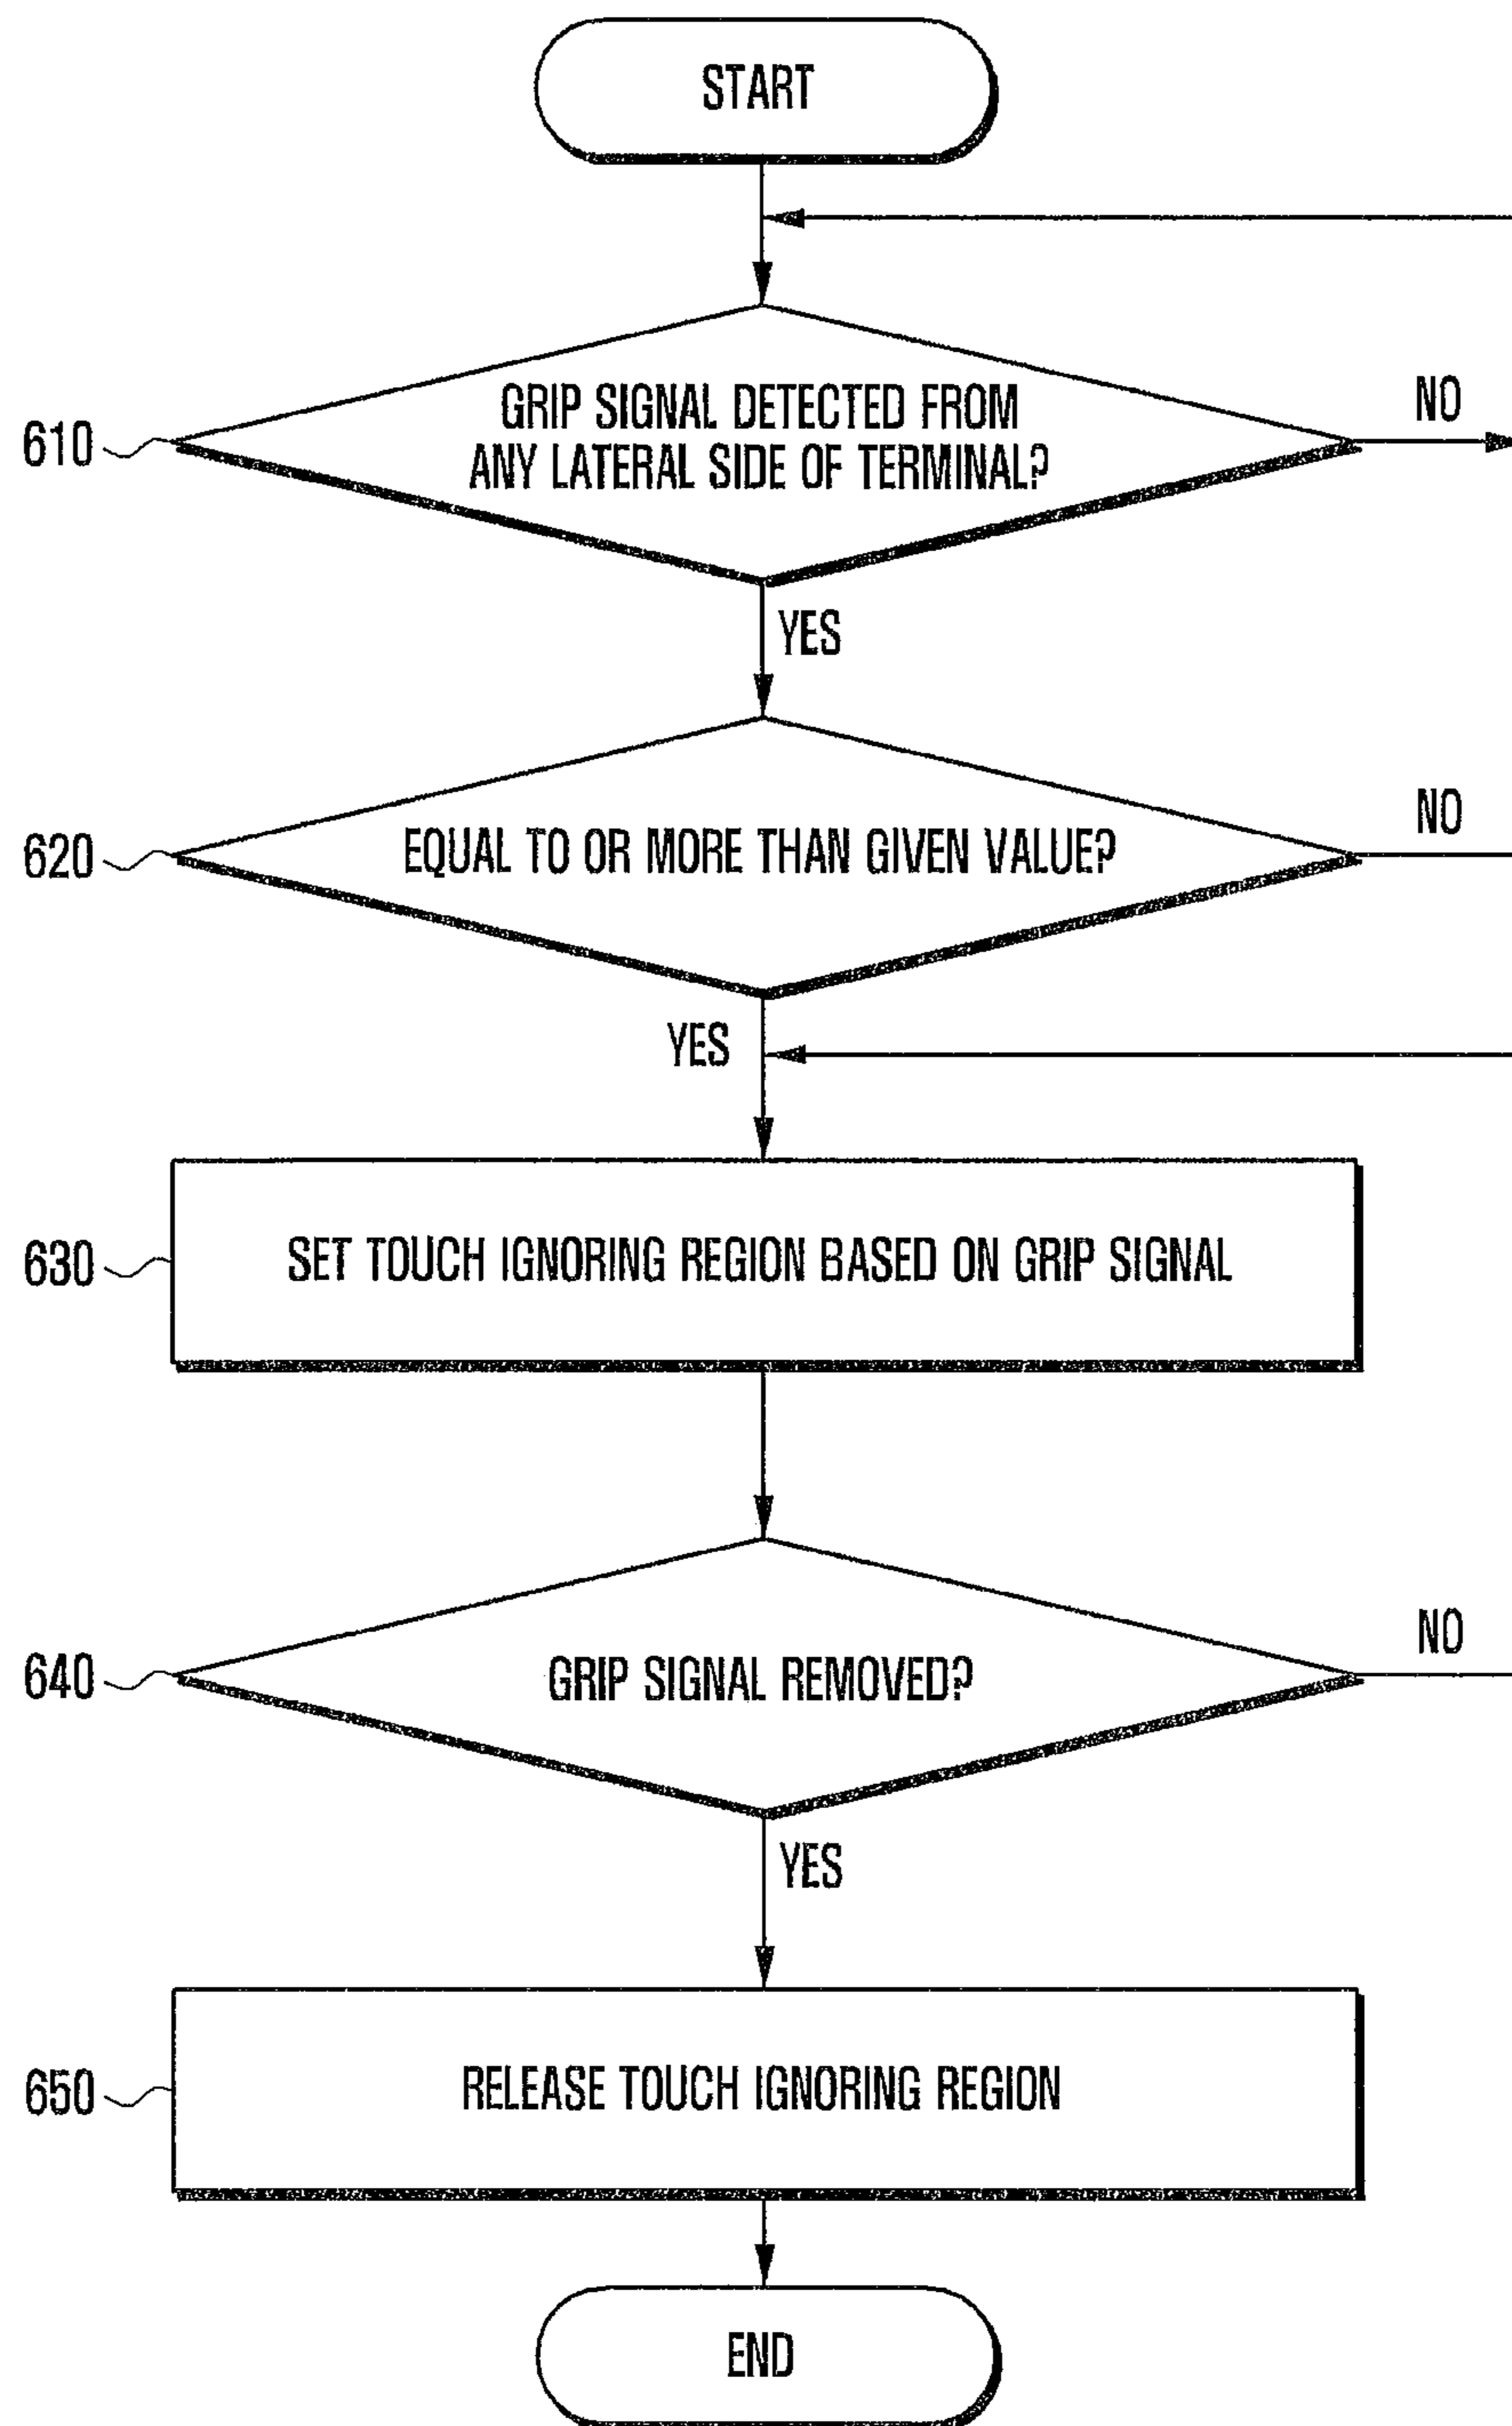 START
610
GRIP SIGNAL DETECTED FROM
ANY LATERAL SIDE OF TERMINAL?
NO
YES
620
EQUAL TO OR MORE THAN GIVEN VALUE?
NO
YES
630
SET TOUCH IGNORING REGION BASED ON GRIP SIGNAL
640
GRIP SIGNAL REMOVED?
NO
YES
650
RELEASE TOUCH IGNORING REGION
END